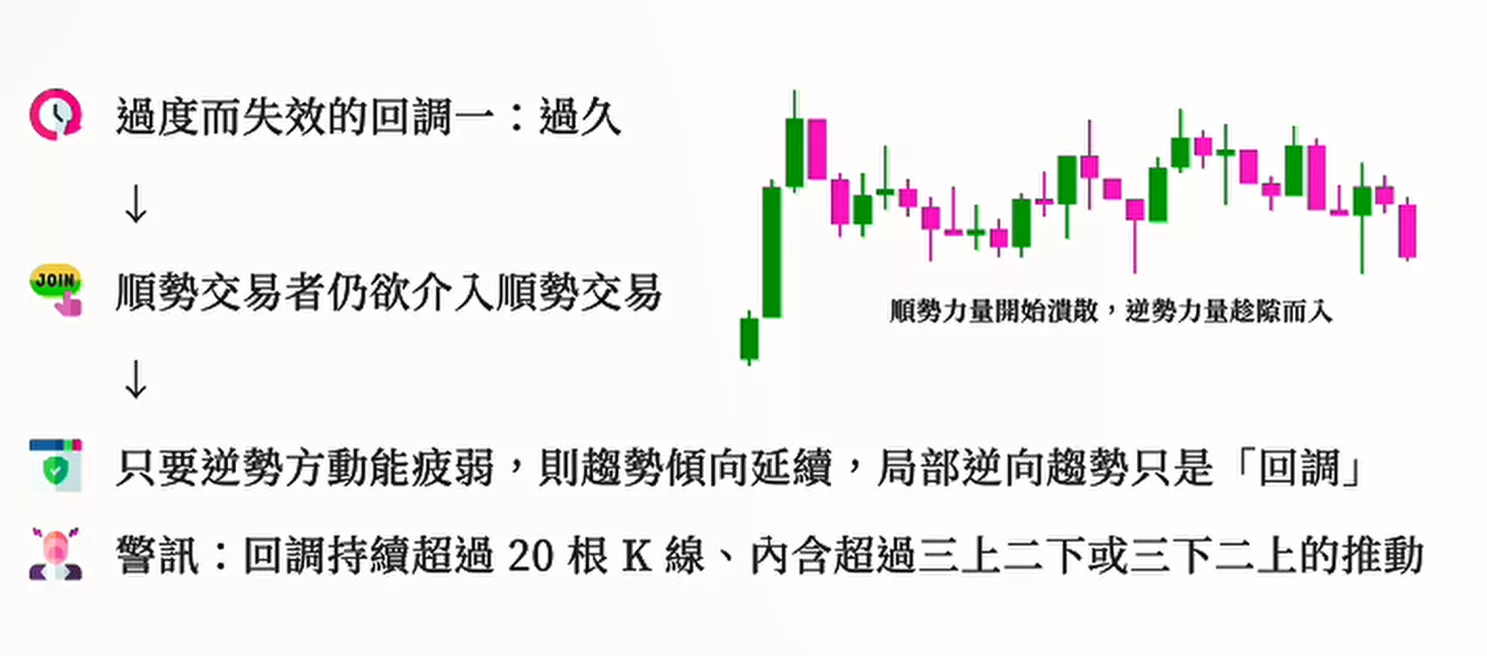 過度而失效的回調一：過久
↓
JOIN
順勢交易者仍欲介入順勢交易
順勢力量開始潰散，逆勢力量趁隙而入
↓
只要逆勢方動能疲弱，則趨勢傾向延續，局部逆向趨勢只是「回調」
警訊：回調持續超過 20 根 K 線、內含超過三上二下或三下二上的推動